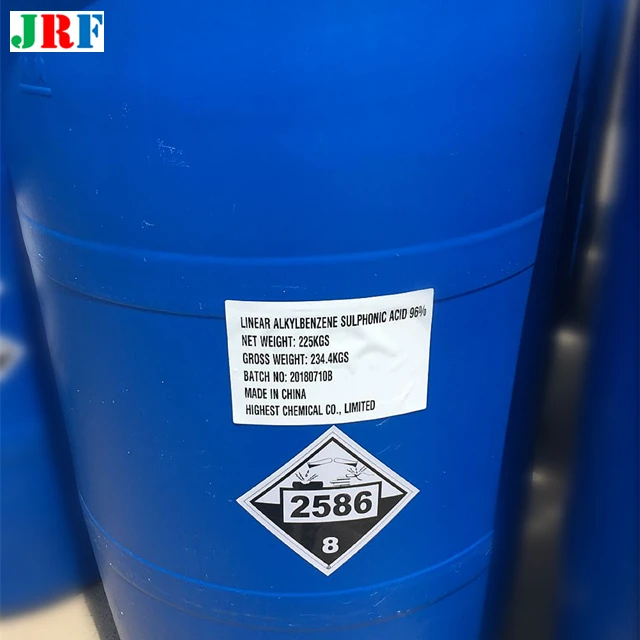 JRF
LINEAR ALKYLBENZENE SULPHONIC ACID 96%
NET WEIGHT: 225KGS
GROSS WEIGHT: 234.4KGS
BATCH NO: 20180710B
MADE IN CHINA
HIGHEST CHEMICAL CO., LIMITED
2586
8